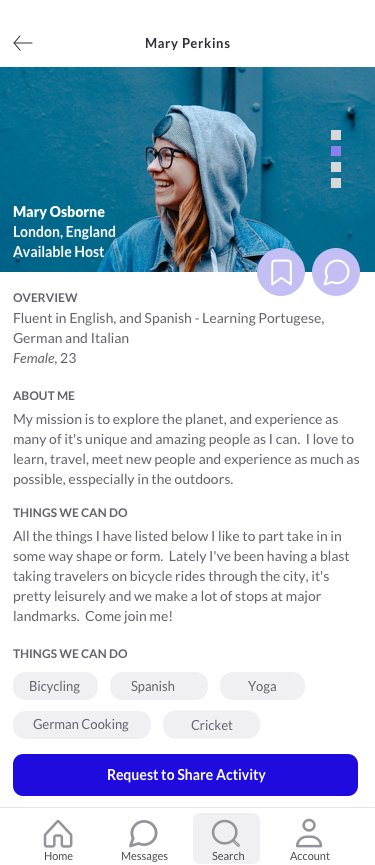 Mary Perkins
Mary Osborne
London, England
Available Host
OVERVIEW
Fluent in English, and Spanish - Learning Portugese,
German and Italian
Female, 23
ABOUT ME
My mission is to explore the planet, and experience as
many of it's unique and amazing people as I can. I love to
learn, travel, meet new people and experience as much as
possible, esspecially in the outdoors.
THINGS WE CAN DO
All the things I have listed below I like to part take in in
some way shape or form. Lately I've been having a blast
taking travelers on bicycle rides through the city, it's
pretty leisurely and we make a lot of stops at major
landmarks. Come join me!
THINGS WE CAN DO
Bicycling Spanish Yoga
German Cooking Cricket
Request to Share Activity
Home Messages Search Account